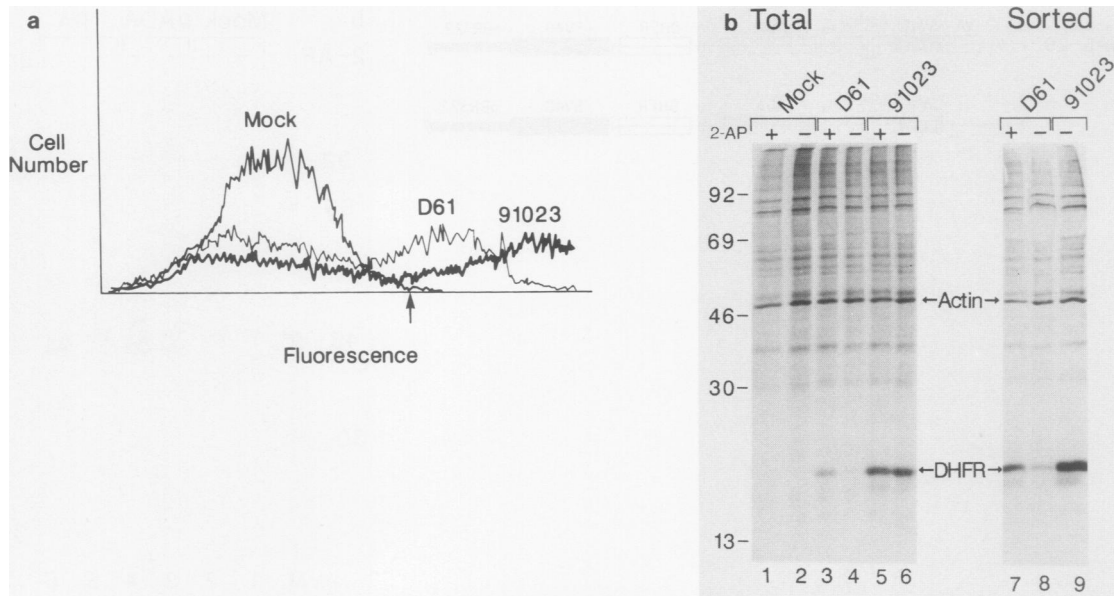 a
Cell
Number
Mock
D61
91023
Fluorescence
b Total Sorted
Mock D61 91023 D61 91023
2-AP + − + − + − + − −
92−
69−
←Actin→
46−
30−
←DHFR→
13−
1 2 3 4 5 6 7 8 9